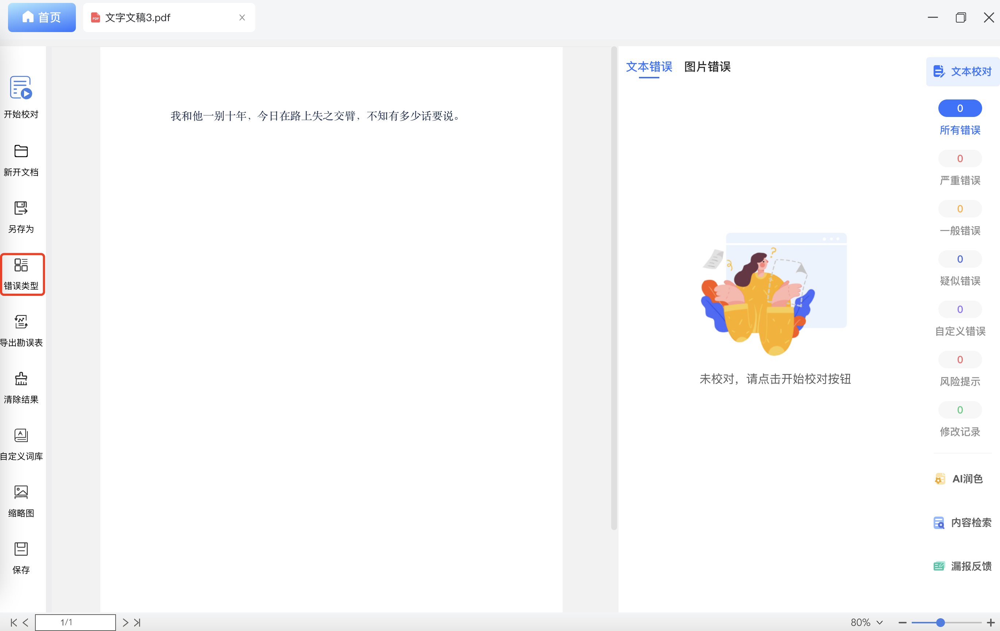 首页
文字文稿3.pdf
开始校对
新开文档
另存为
错误类型
导出勘误表
清除结果
自定义词库
缩略图
保存
我和他一别十年，今日在路上失之交臂，不知有多少话要说。
文本错误 图片错误
未校对，请点击开始校对按钮
文本校对
0
所有错误
0
严重错误
0
一般错误
0
疑似错误
0
自定义错误
0
风险提示
0
修改记录
AI润色
内容检索
漏报反馈
1/1
80%